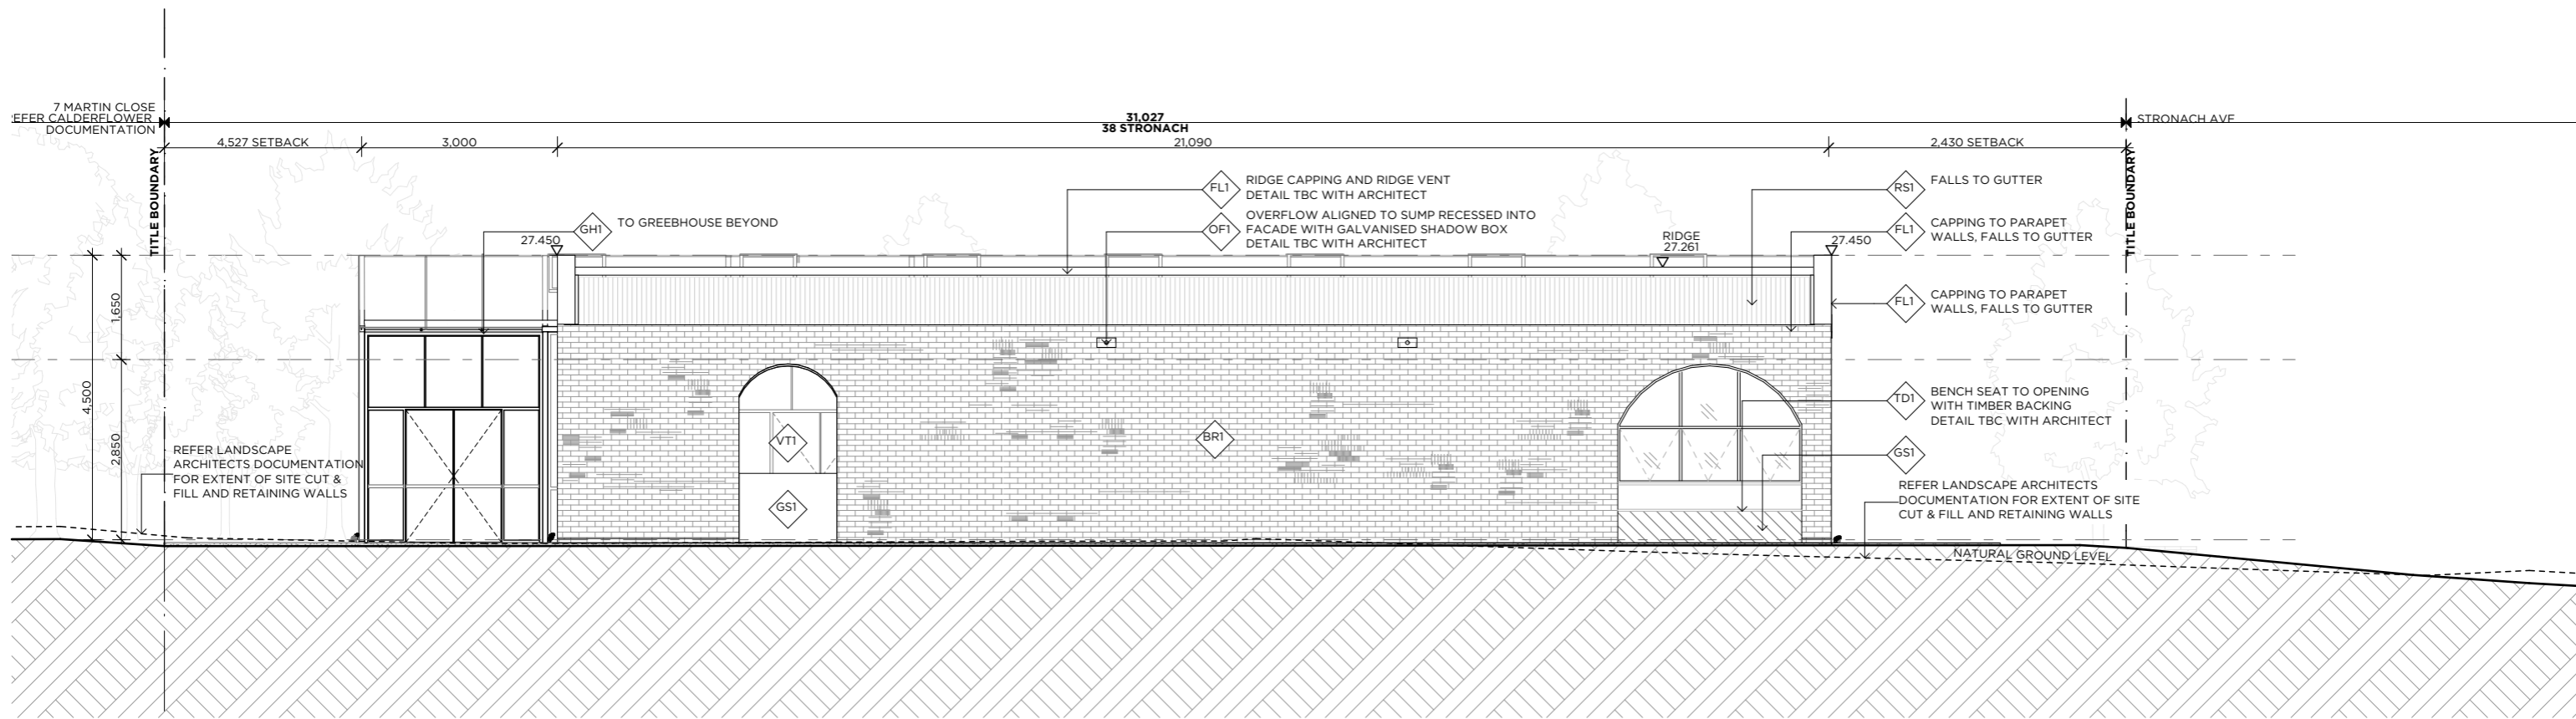 7 MARTIN CLOSE
EFER CALDERFLOWER
DOCUMENTATION
31,027
38 STRONACH
STRONACH AVE
4,527 SETBACK
3,000
21,090
2,430 SETBACK
TITLE BOUNDARY
TITLE BOUNDARY
FL1
RIDGE CAPPING AND RIDGE VENT
DETAIL TBC WITH ARCHITECT
RS1
FALLS TO GUTTER
GH1
TO GREEBHOUSE BEYOND
OF1
OVERFLOW ALIGNED TO SUMP RECESSED INTO
FACADE WITH GALVANISED SHADOW BOX
DETAIL TBC WITH ARCHITECT
FL1
CAPPING TO PARAPET
WALLS, FALLS TO GUTTER
27.450
RIDGE
27.261
27.450
FL1
CAPPING TO PARAPET
WALLS, FALLS TO GUTTER
1,650
4,500
2,850
TD1
BENCH SEAT TO OPENING
WITH TIMBER BACKING
DETAIL TBC WITH ARCHITECT
VT1
BR1
GS1
REFER LANDSCAPE
ARCHITECTS DOCUMENTATION
FOR EXTENT OF SITE CUT &
FILL AND RETAINING WALLS
GS1
REFER LANDSCAPE ARCHITECTS
DOCUMENTATION FOR EXTENT OF SITE
CUT & FILL AND RETAINING WALLS
NATURAL GROUND LEVEL